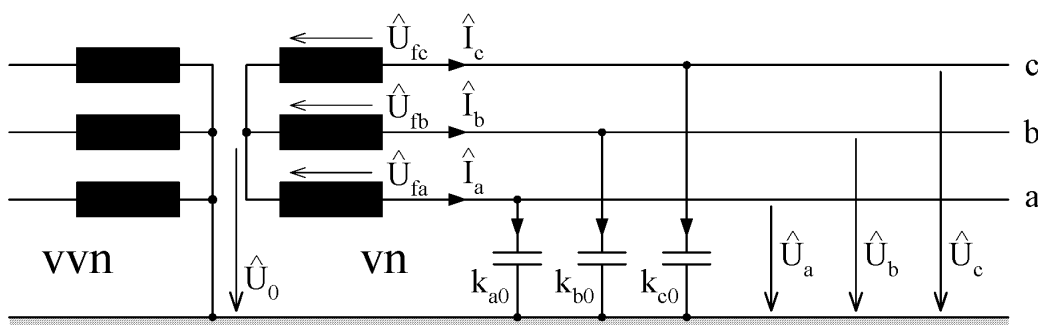 Û_fc Î_c c
Û_fb Î_b b
Û_fa Î_a a
vvn vn
Û_0 k_a0 k_b0 k_c0 Û_a Û_b Û_c